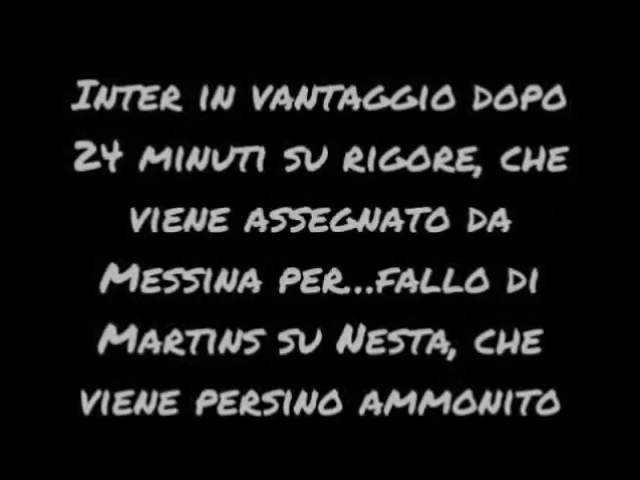 Inter in vantaggio dopo
24 minuti su rigore, che
viene assegnato da
Messina per...fallo di
Martins su Nesta, che
viene persino ammonito